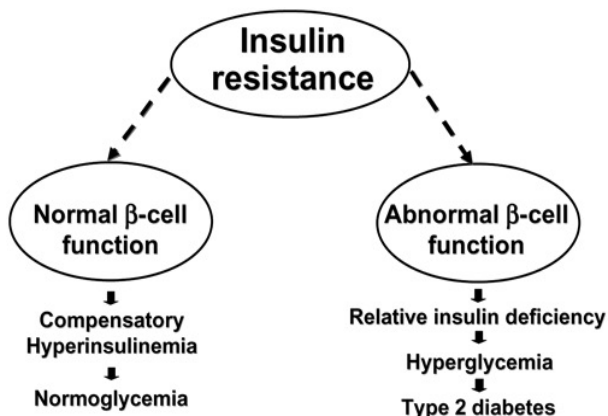 Insulin
resistance
Normal β-cell
function
Compensatory
Hyperinsulinemia
Normoglycemia
Abnormal β-cell
function
Relative insulin deficiency
Hyperglycemia
Type 2 diabetes